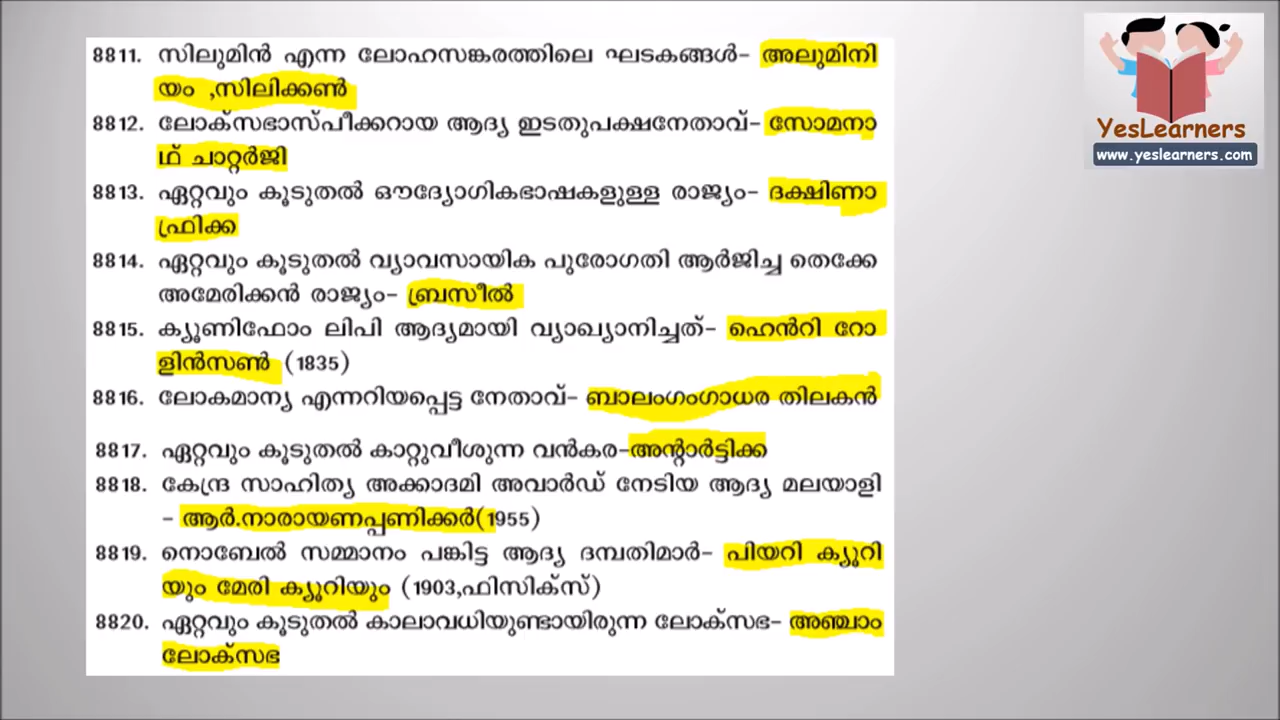 8811. സിലുമിൻ എന്ന ലോഹസങ്കരത്തിലെ ഘടകങ്ങൾ- അലുമിനി
യം ,സിലിക്കൺ
8812. ലോക്സഭാസ്പീക്കറായ ആദ്യ ഇടതുപക്ഷനേതാവ്- സോമനാ
ഥ് ചാറ്റർജി
8813. ഏറ്റവും കൂടുതൽ ഔദ്യോഗികഭാഷകളുള്ള രാജ്യം- ദക്ഷിണാ
ഫ്രിക്ക
8814. ഏറ്റവും കൂടുതൽ വ്യാവസായിക പുരോഗതി ആർജിച്ച തെക്കേ
അമേരിക്കൻ രാജ്യം- ബ്രസീൽ
8815. ക്യൂണിഫോം ലിപി ആദ്യമായി വ്യാഖ്യാനിച്ചത്- ഹെൻറി റോ
ളിൻസൺ (1835)
8816. ലോകമാന്യ എന്നറിയപ്പെട്ട നേതാവ്- ബാലംഗംഗാധര തിലകൻ
8817. ഏറ്റവും കൂടുതൽ കാറ്റുവീശുന്ന വൻകര-അന്റാർട്ടിക്ക
8818. കേന്ദ്ര സാഹിത്യ അക്കാദമി അവാർഡ് നേടിയ ആദ്യ മലയാളി
- ആർ.നാരായണപ്പണിക്കർ(1955)
8819. നൊബേൽ സമ്മാനം പങ്കിട്ട ആദ്യ ദമ്പതിമാർ- പിയറി ക്യൂറി
യും മേരി ക്യൂറിയും (1903,ഫിസിക്സ്)
8820. ഏറ്റവും കൂടുതൽ കാലാവധിയുണ്ടായിരുന്ന ലോക്സഭ- അഞ്ചാം
ലോക്സഭ
YesLearners
www.yeslearners.com